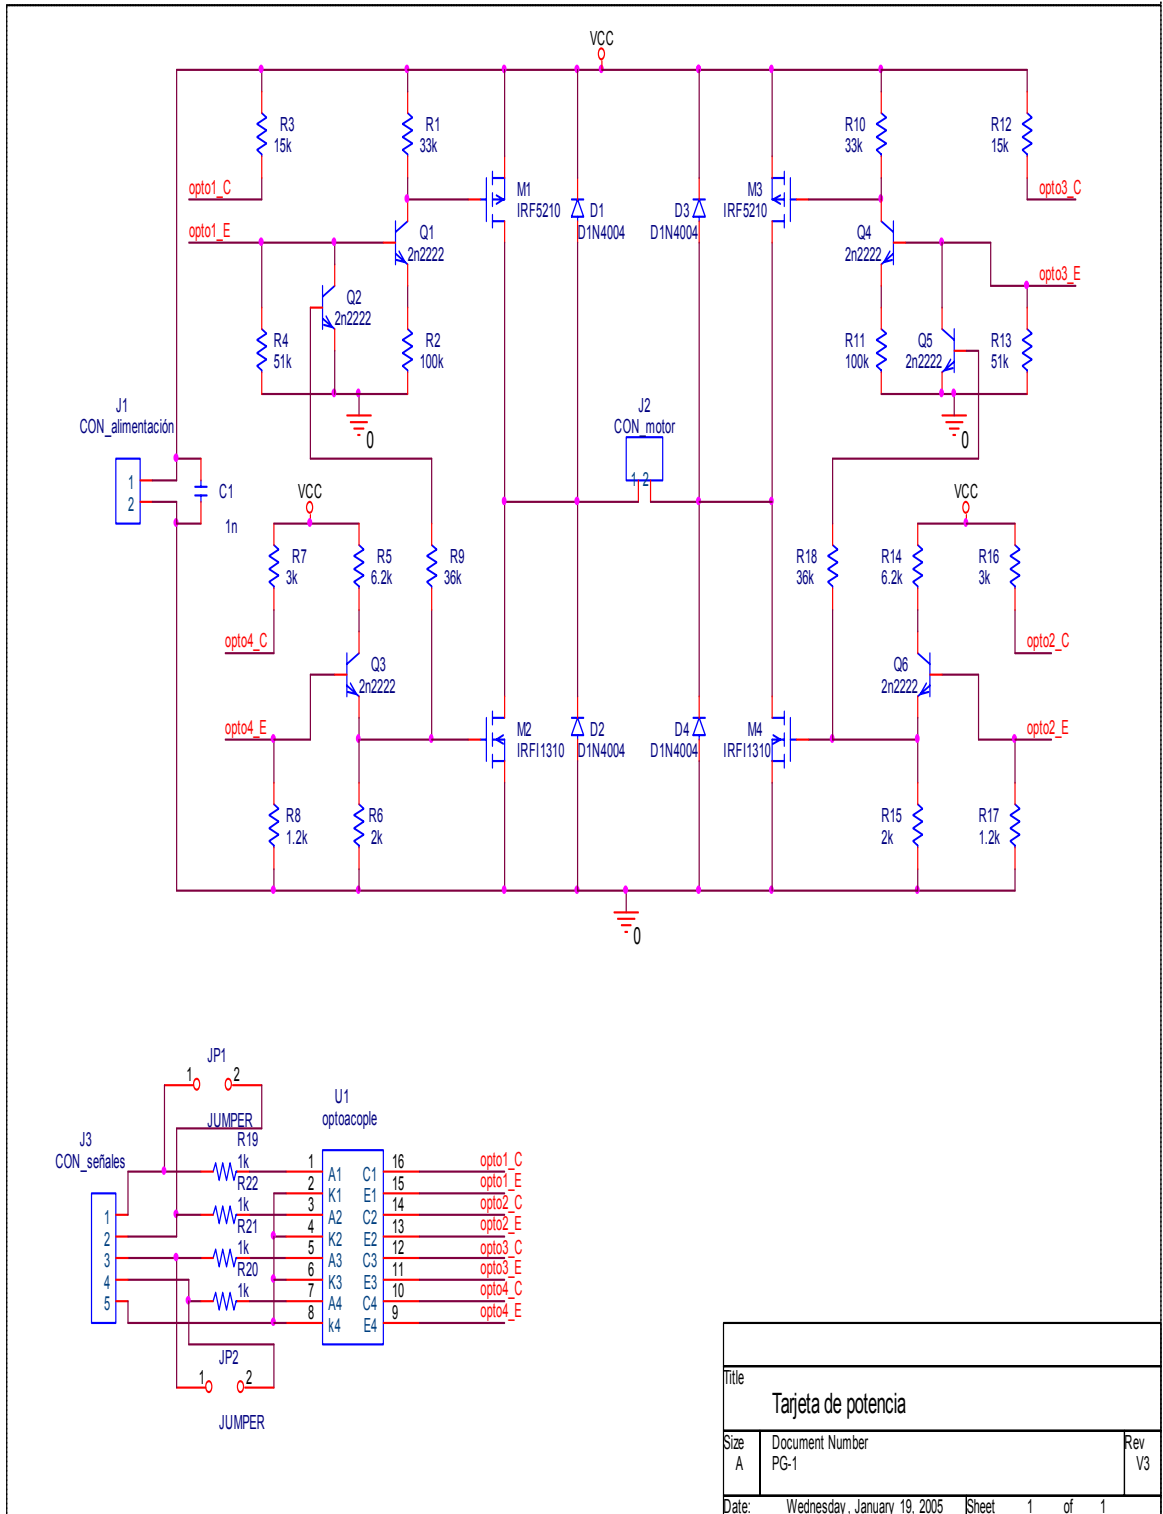 VCC
R3
15k
R1
33k
R10
33k
R12
15k
opto1_C
M1
IRF5210
D1
D1N4004
D3
D1N4004
M3
IRF5210
opto3_C
opto1_E
Q1
2n2222
Q4
2n2222
opto3_E
Q2
2n2222
R4
51k
R2
100k
R11
100k
Q5
2n2222
R13
51k
0
0
J1
CON_alimentación
1
2
C1
1n
J2
CON_motor
1 2
VCC
VCC
R7
3k
R5
6.2k
R9
36k
R18
36k
R14
6.2k
R16
3k
opto4_C
opto2_C
Q3
2n2222
Q6
2n2222
opto4_E
opto2_E
M2
IRFI1310
D2
D1N4004
D4
D1N4004
M4
IRFI1310
R8
1.2k
R6
2k
R15
2k
R17
1.2k
0
JP1
1 2
JUMPER
U1
optoacople
J3
CON_señales
1
2
3
4
5
R19
1k
R22
1k
R21
1k
R20
1k
1 A1 C1 16 opto1_C
2 K1 E1 15 opto1_E
3 A2 C2 14 opto2_C
4 K2 E2 13 opto2_E
5 A3 C3 12 opto3_C
6 K3 E3 11 opto3_E
7 A4 C4 10 opto4_C
8 k4 E4 9 opto4_E
JP2
1 2
JUMPER
Title
Tarjeta de potencia
Size
A
Document Number
PG-1
Rev
V3
Date: Wednesday, January 19, 2005 Sheet 1 of 1